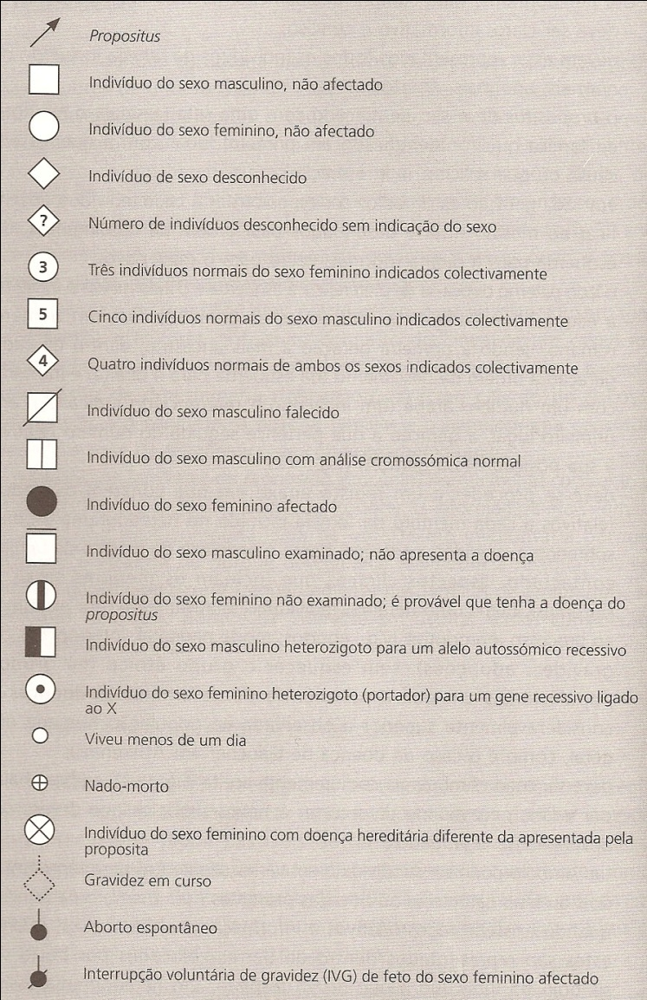 Propositus
Indivíduo do sexo masculino, não afectado
Indivíduo do sexo feminino, não afectado
Indivíduo de sexo desconhecido
? Número de indivíduos desconhecido sem indicação do sexo
3 Três indivíduos normais do sexo feminino indicados colectivamente
5 Cinco indivíduos normais do sexo masculino indicados colectivamente
4 Quatro indivíduos normais de ambos os sexos indicados colectivamente
Indivíduo do sexo masculino falecido
Indivíduo do sexo masculino com análise cromossómica normal
Indivíduo do sexo feminino afectado
Indivíduo do sexo masculino examinado; não apresenta a doença
Indivíduo do sexo feminino não examinado; é provável que tenha a doença do
propositus
Indivíduo do sexo masculino heterozigoto para um alelo autossómico recessivo
Indivíduo do sexo feminino heterozigoto (portador) para um gene recessivo ligado
ao X
Viveu menos de um dia
Nado-morto
Indivíduo do sexo feminino com doença hereditária diferente da apresentada pela
proposita
Gravidez em curso
Aborto espontâneo
Interrupção voluntária de gravidez (IVG) de feto do sexo feminino afectado